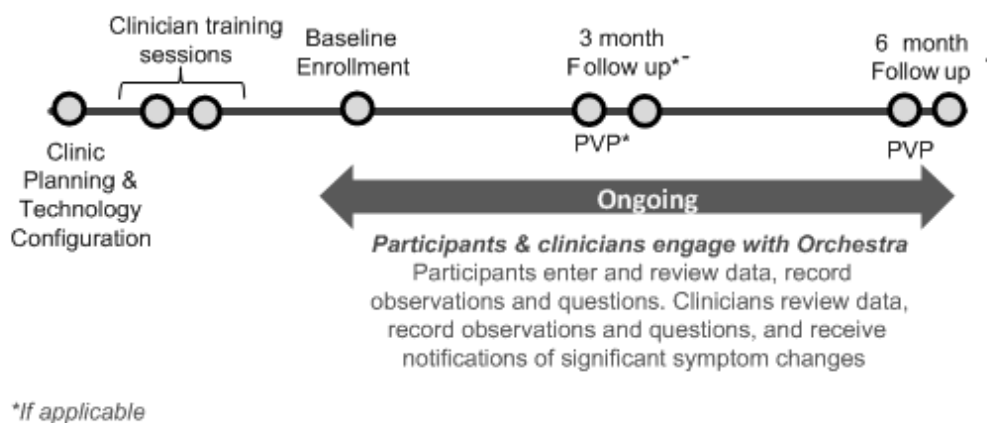 Clinician training
sessions
Baseline
Enrollment
3 month
Follow up*-
6 month
Follow up
Clinic
Planning &
Technology
Configuration
PVP*
PVP
Ongoing
Participants & clinicians engage with Orchestra
Participants enter and review data, record
observations and questions. Clinicians review data,
record observations and questions, and receive
notifications of significant symptom changes
*If applicable